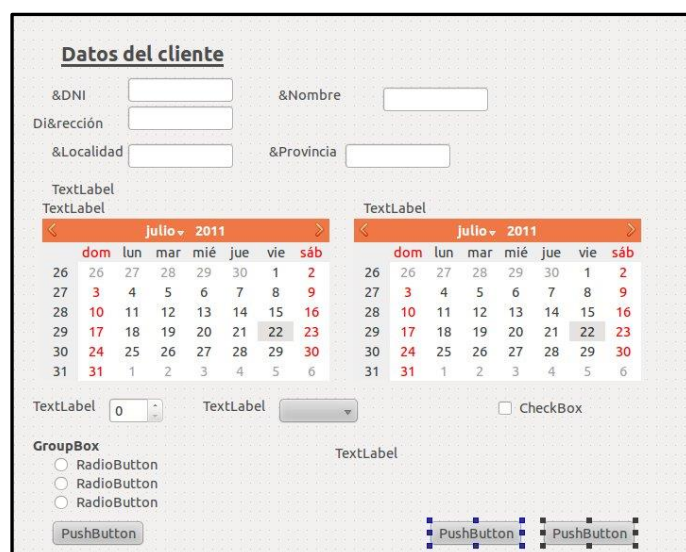 Datos del cliente
&DNI &Nombre
Di&rección
&Localidad &Provincia
TextLabel
TextLabel TextLabel
julio 2011 julio 2011
dom lun mar mié jue vie sáb dom lun mar mié jue vie sáb
26 26 27 28 29 30 1 2 26 26 27 28 29 30 1 2
27 3 4 5 6 7 8 9 27 3 4 5 6 7 8 9
28 10 11 12 13 14 15 16 28 10 11 12 13 14 15 16
29 17 18 19 20 21 22 23 29 17 18 19 20 21 22 23
30 24 25 26 27 28 29 30 30 24 25 26 27 28 29 30
31 31 1 2 3 4 5 6 31 31 1 2 3 4 5 6
TextLabel 0 TextLabel CheckBox
GroupBox
TextLabel
RadioButton
RadioButton
RadioButton
PushButton PushButton PushButton